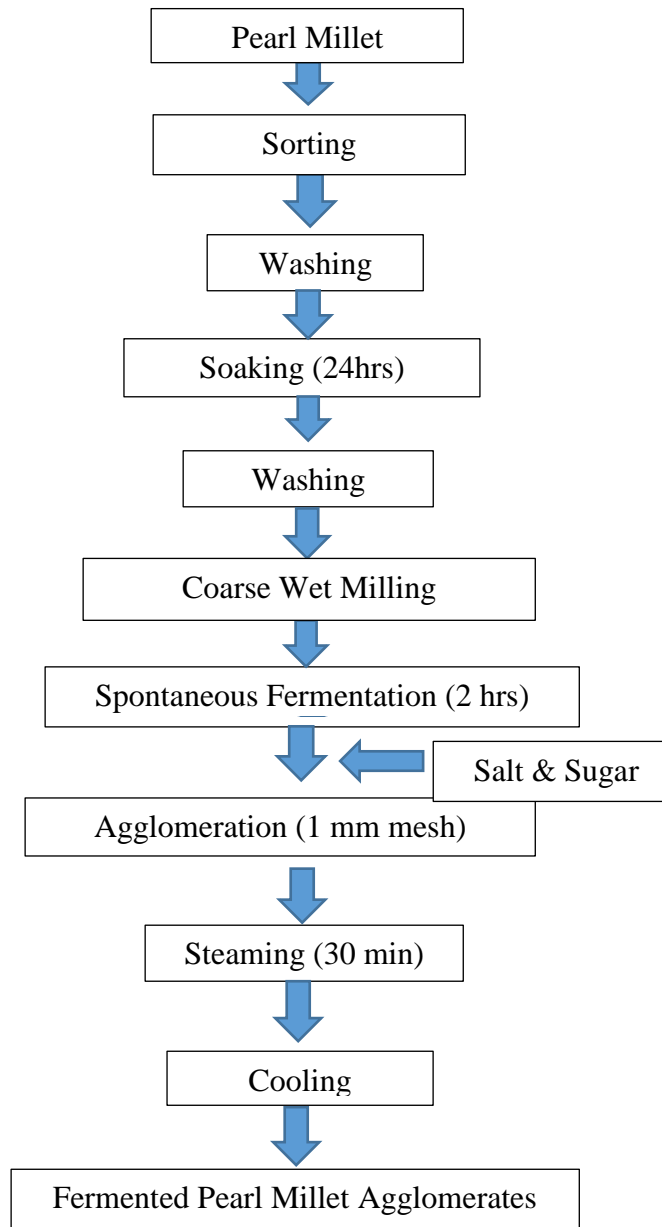 Pearl Millet
Sorting
Washing
Soaking (24hrs)
Washing
Coarse Wet Milling
Spontaneous Fermentation (2 hrs)
Salt & Sugar
Agglomeration (1 mm mesh)
Steaming (30 min)
Cooling
Fermented Pearl Millet Agglomerates